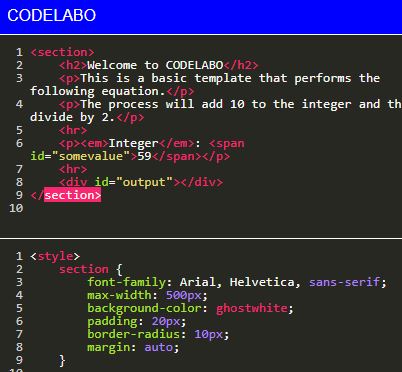 CODELABO
1 <section>
2 <h2>Welcome to CODELABO</h2>
3 <p>This is a basic template that performs the
following equation.</p>
4 <p>The process will add 10 to the integer and th
divide by 2.</p>
5 <hr>
6 <p><em>Integer</em>: <span
id="somevalue">59</span></p>
7 <hr>
8 <div id="output"></div>
9 </section>
10
1 <style>
2 section {
3 font-family: Arial, Helvetica, sans-serif;
4 max-width: 500px;
5 background-color: ghostwhite;
6 padding: 20px;
7 border-radius: 10px;
8 margin: auto;
9 }